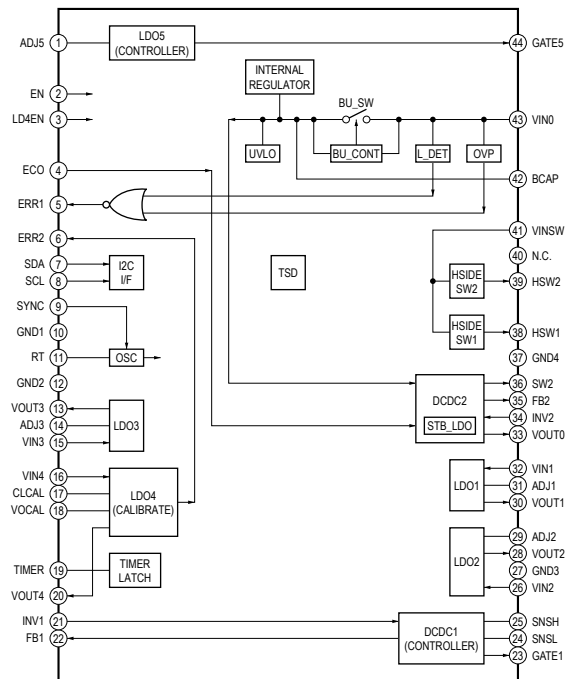 ADJ5 1 LDO5 (CONTROLLER) 44 GATE5
EN 2
LD4EN 3
INTERNAL
REGULATOR
BU_SW
43 VIN0
UVLO BU_CONT L_DET OVP
ECO 4
42 BCAP
ERR1 5
ERR2 6
41 VINSW
40 N.C.
SDA 7
SCL 8
I2C
I/F
TSD
HSIDE
SW2
39 HSW2
SYNC 9
GND1 10
HSIDE
SW1
38 HSW1
RT 11 OSC
37 GND4
GND2 12
36 SW2
35 FB2
34 INV2
33 VOUT0
DCDC2
STB_LDO
VOUT3 13
ADJ3 14
VIN3 15
LDO3
VIN4 16
CLCAL 17
VOCAL 18
LDO4
(CALIBRATE)
32 VIN1
31 ADJ1
30 VOUT1
LDO1
29 ADJ2
28 VOUT2
27 GND3
26 VIN2
LDO2
TIMER 19
TIMER
LATCH
VOUT4 20
INV1 21
FB1 22
DCDC1
(CONTROLLER)
25 SNSH
24 SNSL
23 GATE1